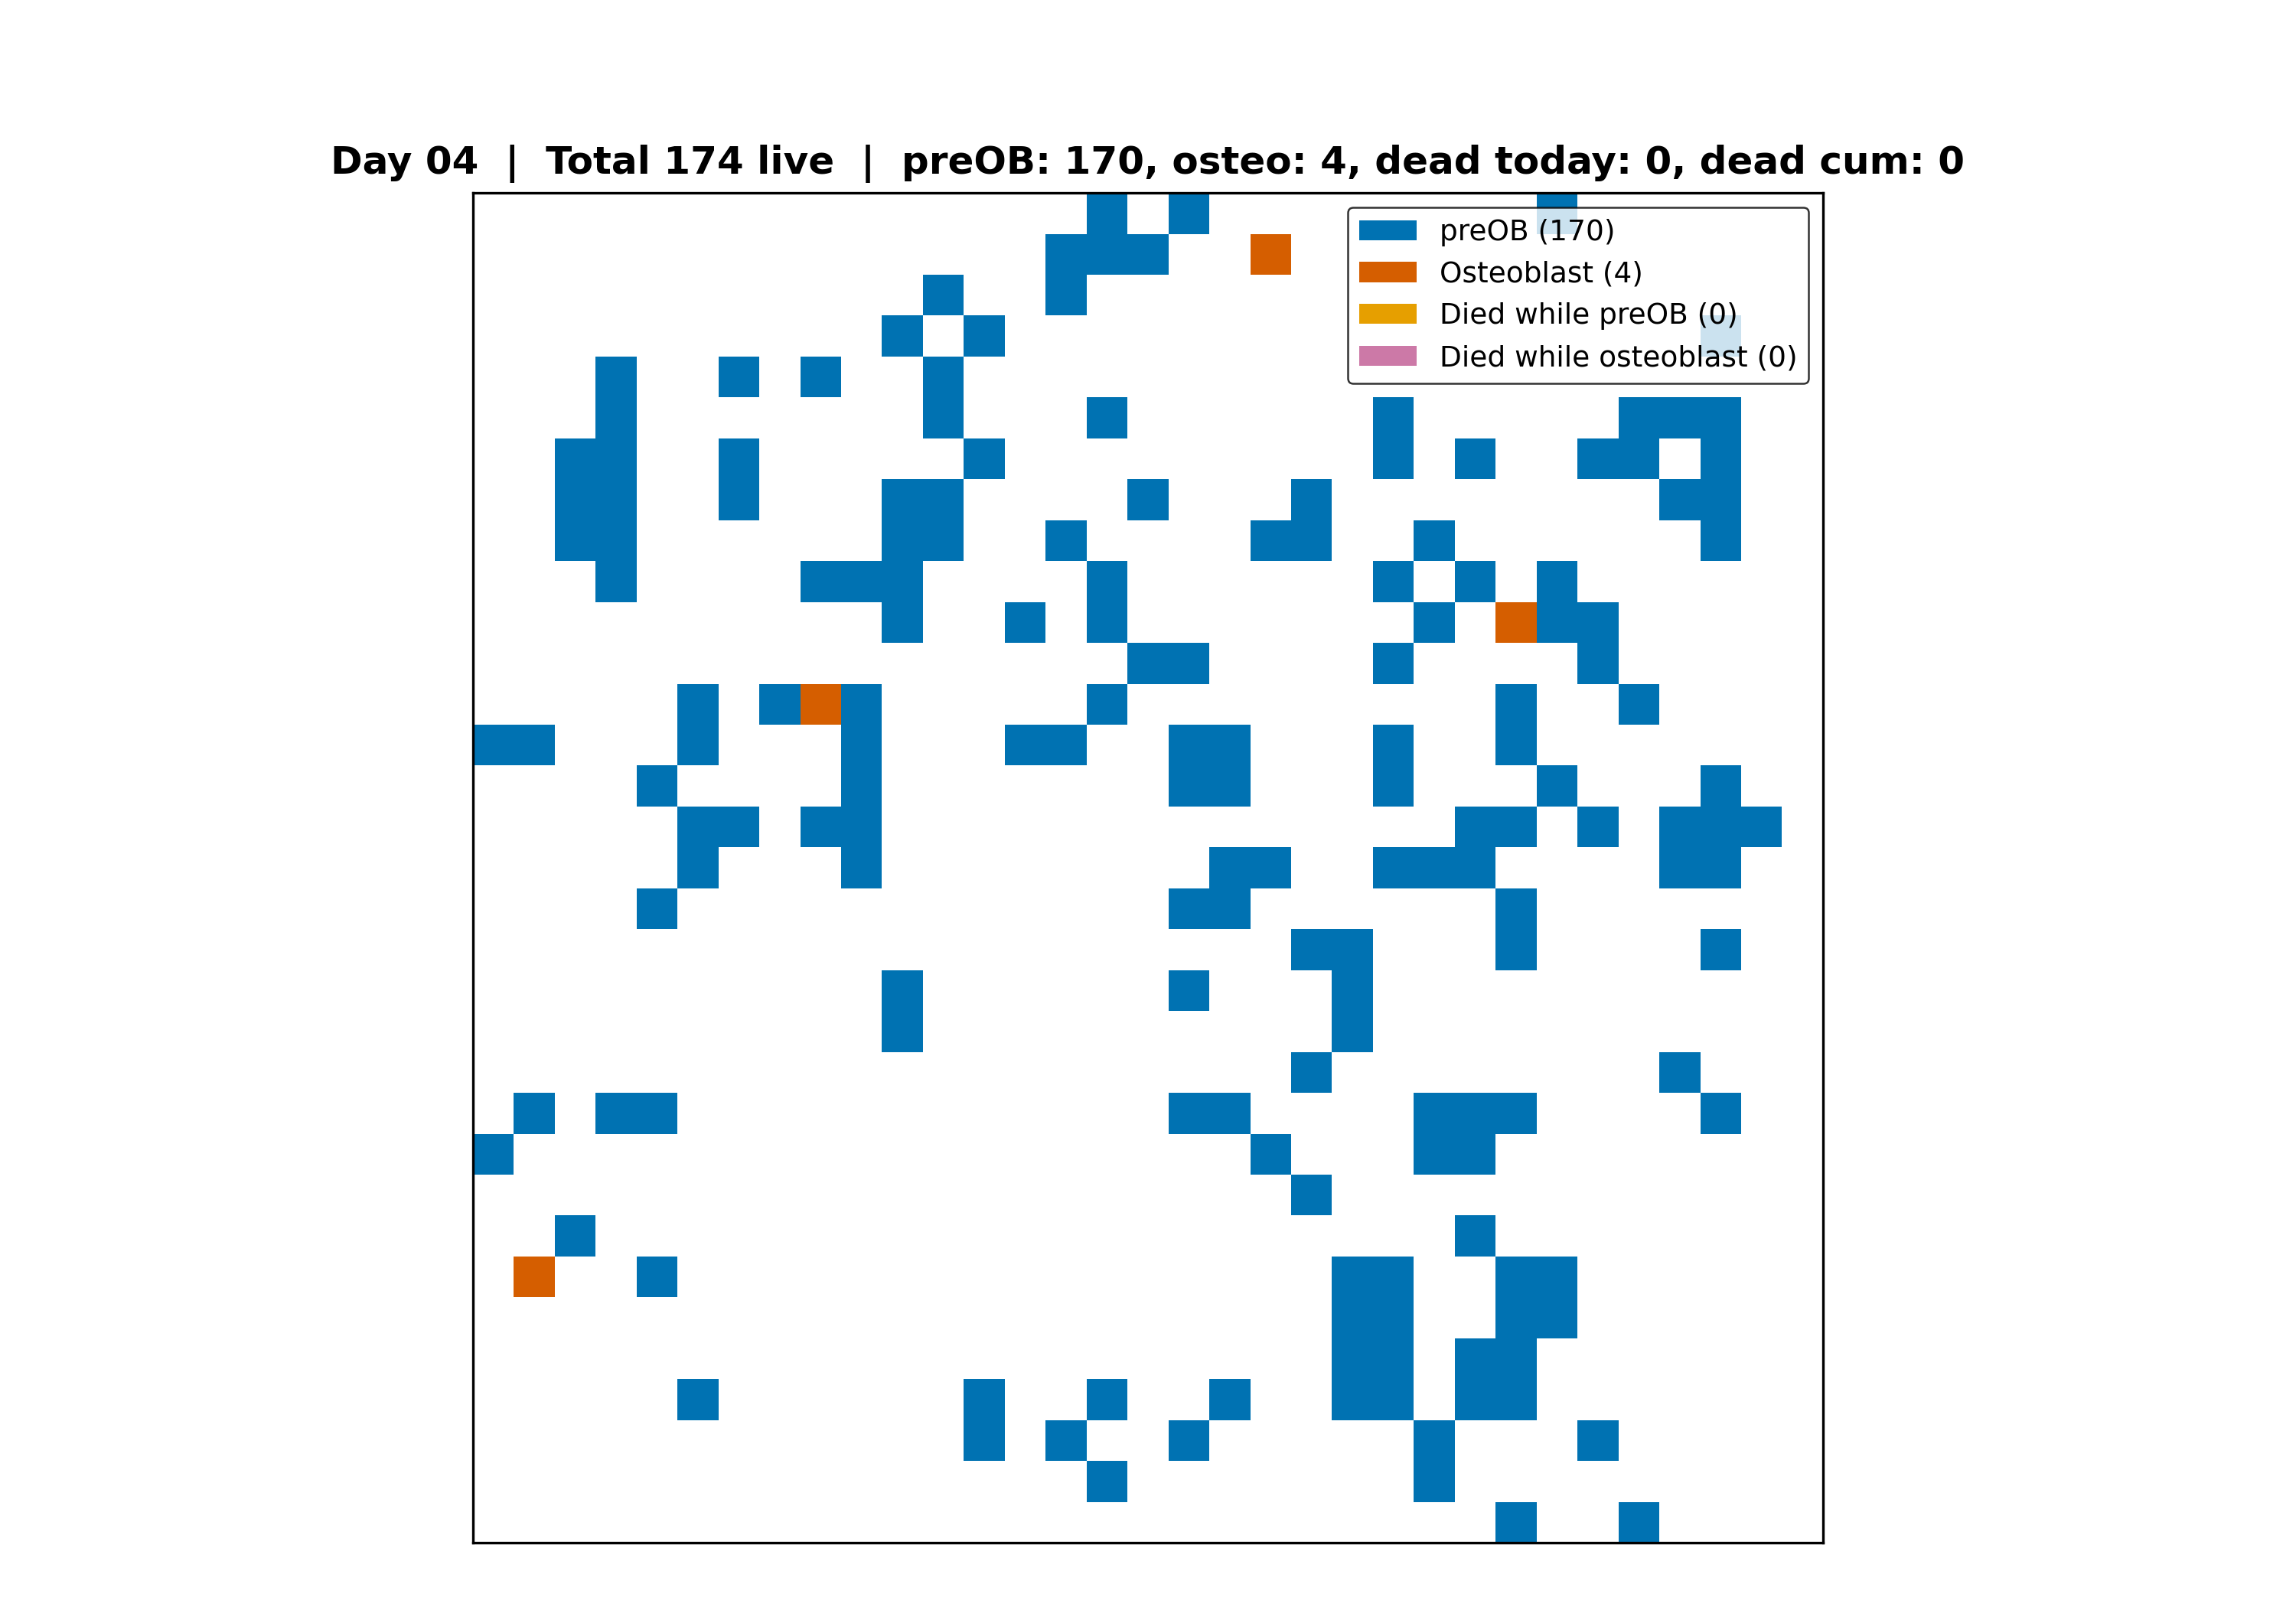 Day 04 | Total 174 live | preOB: 170, osteo: 4, dead today: 0, dead cum: 0
preOB (170)
Osteoblast (4)
Died while preOB (0)
Died while osteoblast (0)